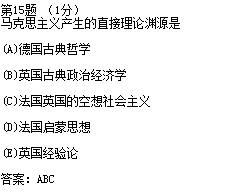 第15题 （1分）
马克思主义产生的直接理论渊源是
(A)德国古典哲学
(B)英国古典政治经济学
(C)法国英国的空想社会主义
(D)法国启蒙思想
(E)英国经验论
答案: ABC